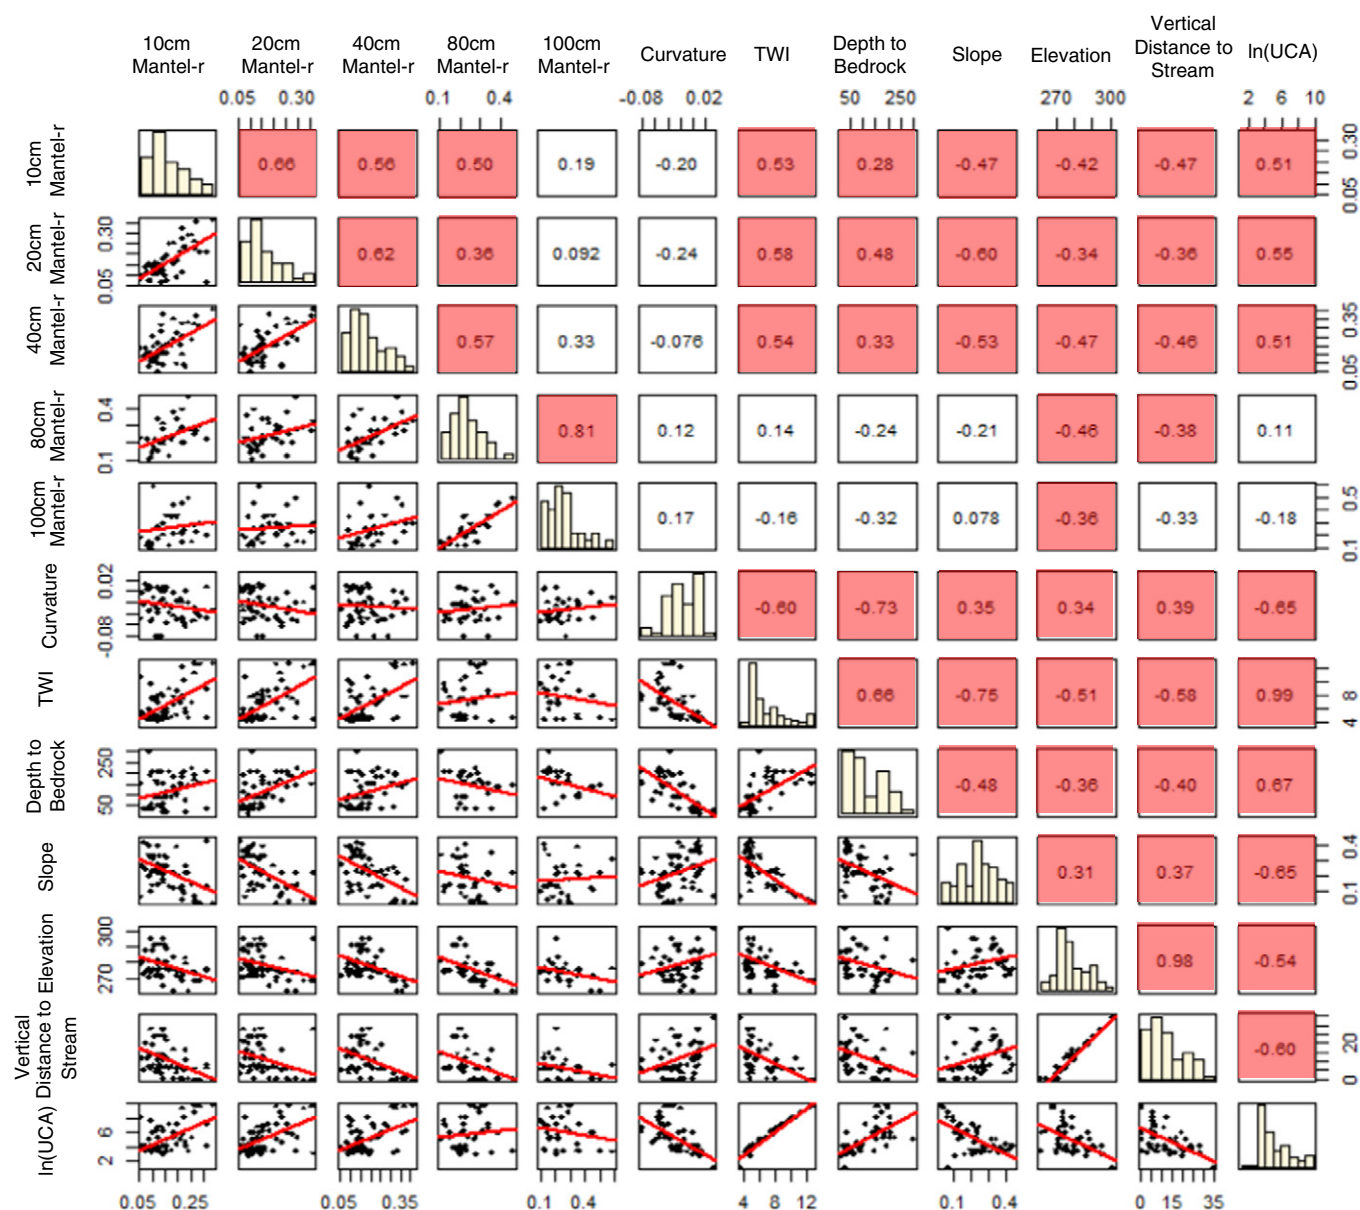 10cm Mantel-r 20cm Mantel-r 40cm Mantel-r 80cm Mantel-r 100cm Mantel-r Curvature TWI Depth to Bedrock Slope Elevation Vertical Distance to Stream ln(UCA)
0.05 0.30 0.1 0.4 -0.08 0.02 50 250 270 300 2 6 10
10cm Mantel-r 0.66 0.56 0.50 0.19 -0.20 0.53 0.28 -0.47 -0.42 -0.47 0.51 0.05 0.30
20cm Mantel-r 0.05 0.30 0.62 0.36 0.092 -0.24 0.58 0.48 -0.60 -0.34 -0.36 0.55
40cm Mantel-r 0.57 0.33 -0.076 0.54 0.33 -0.53 -0.47 -0.46 0.51 0.05 0.35
80cm Mantel-r 0.4 0.1 0.81 0.12 0.14 -0.24 -0.21 -0.46 -0.38 0.11
100cm Mantel-r 0.17 -0.16 -0.32 0.078 -0.36 -0.33 -0.18 0.1 0.5
Curvature -0.08 0.02 -0.60 -0.73 0.35 0.34 0.39 -0.65
TWI 0.66 -0.75 -0.51 -0.58 0.99 8 4
Depth to Bedrock 50 250 -0.48 -0.36 -0.40 0.67
Slope 0.31 0.37 -0.65 0.1 0.4
Elevation 270 300 0.98 -0.54
Vertical Distance to Stream -0.60 0 20
ln(UCA) 6 2
0.05 0.25 0.05 0.35 0.1 0.4 4 8 12 0.1 0.4 0 15 35